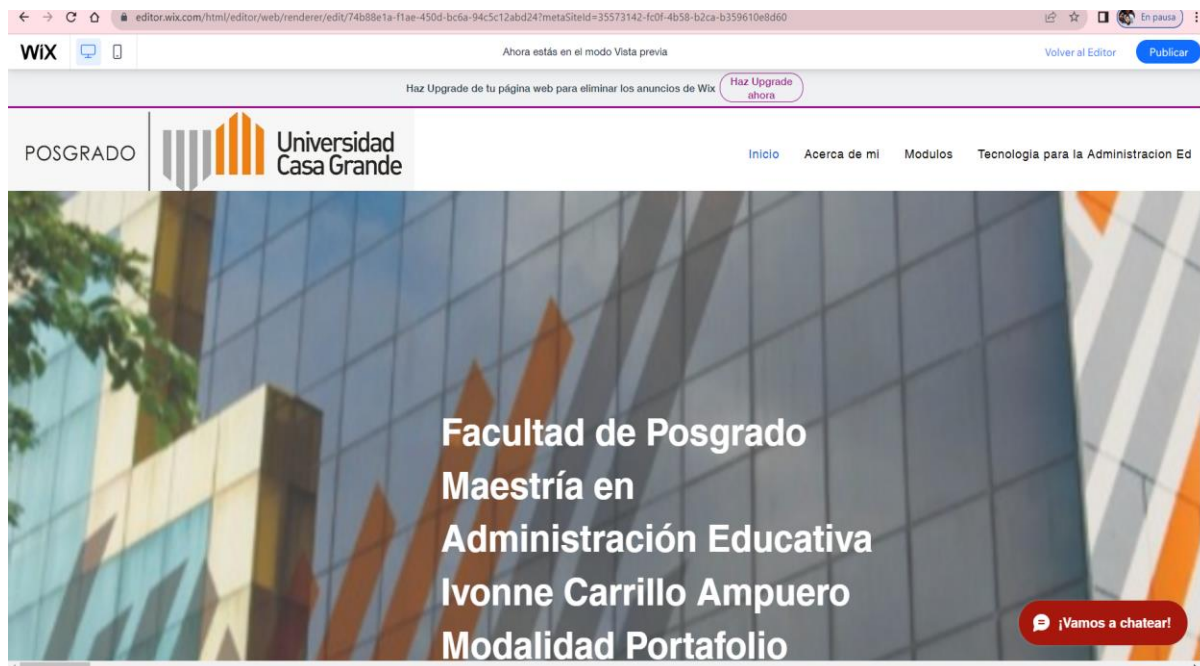 editor.wix.com/html/editor/web/renderer/edit/74b88e1a-f1ae-450d-bc6a-94c5c12abd24?metaSiteId=35573142-fc0f-4b58-b2ca-b359610e8d60
En pausa
WiX
Ahora estás en el modo Vista previa
Volver al Editor
Publicar
Haz Upgrade de tu página web para eliminar los anuncios de Wix
Haz Upgrade
ahora
POSGRADO
Universidad
Casa Grande
Inicio
Acerca de mi
Modulos
Tecnologia para la Administracion Ed
Facultad de Posgrado
Maestría en
Administración Educativa
Ivonne Carrillo Ampuero
Modalidad Portafolio
¡Vamos a chatear!